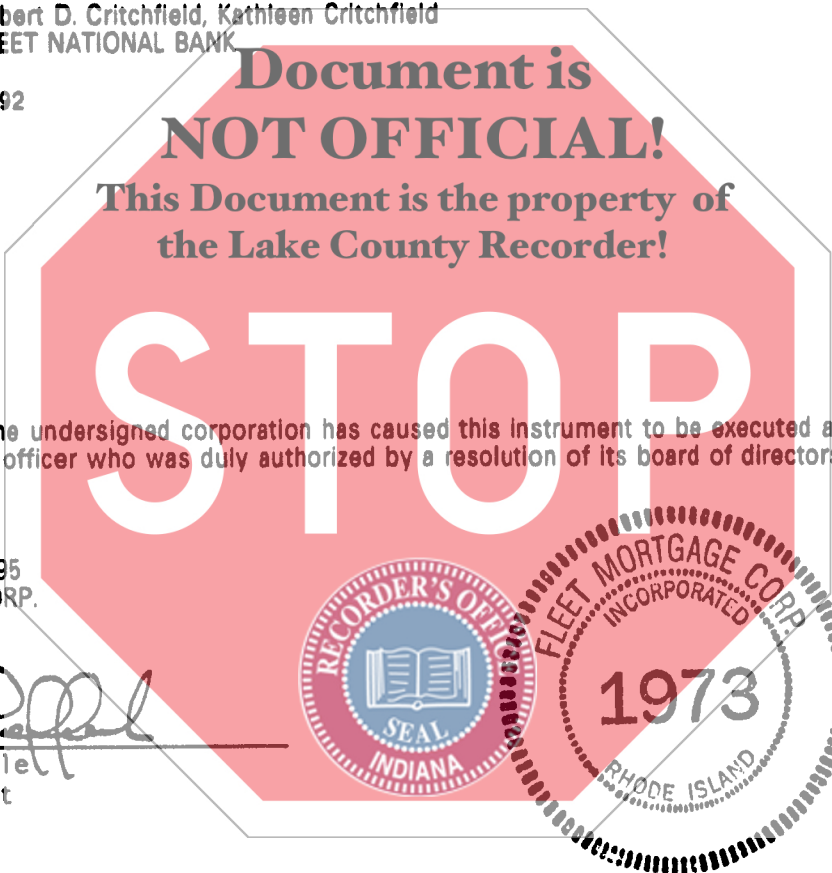 bert D. Critchfield, Kathleen Critchfield
EET NATIONAL BANK
Document is
92
NOT OFFICIAL!
This Document is the property of
the Lake County Recorder!
STOP
e undersigned corporation has caused this instrument to be executed a
officer who was duly authorized by a resolution of its board of directors
95
RP.
RECORDER'S OFFICE
SEAL
INDIANA
FLEET MORTGAGE CORP.
INCORPORATED
1973
RHODE ISLAND
t